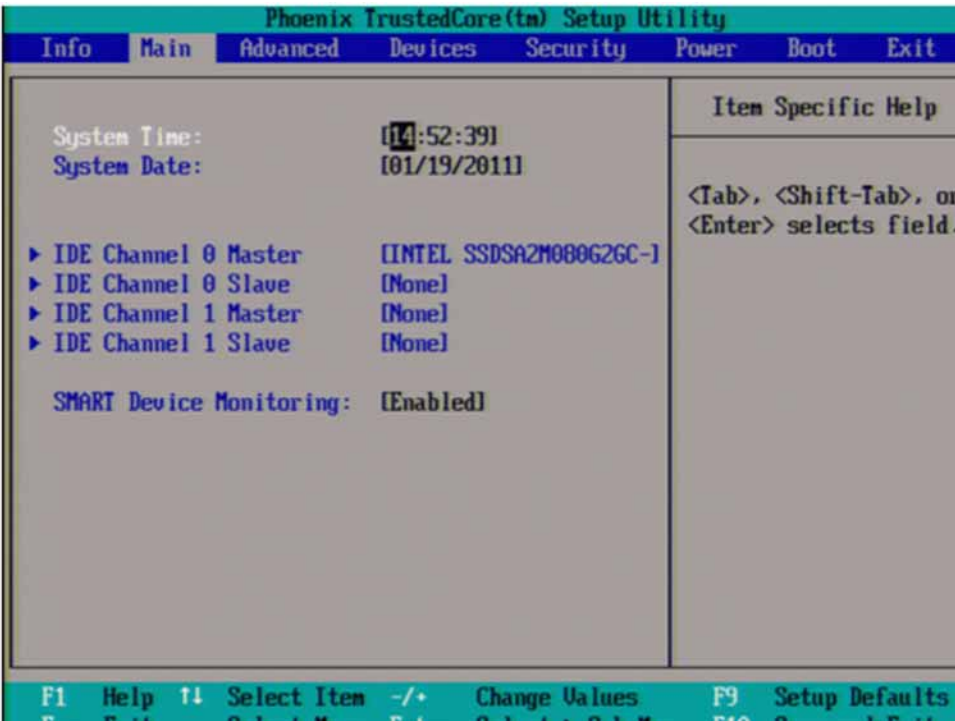 Phoenix TrustedCore(tm) Setup Utility
Info Main Advanced Devices Security Power Boot Exit
Item Specific Help
System Time: [14:52:39]
System Date: [01/19/2011]
<Tab>, <Shift-Tab>, or
<Enter> selects field.
IDE Channel 0 Master [INTEL SSDSA2M080G2GC-]
IDE Channel 0 Slave [None]
IDE Channel 1 Master [None]
IDE Channel 1 Slave [None]
SMART Device Monitoring: [Enabled]
F1 Help ↑↓ Select Item -/+ Change Values F9 Setup Defaults